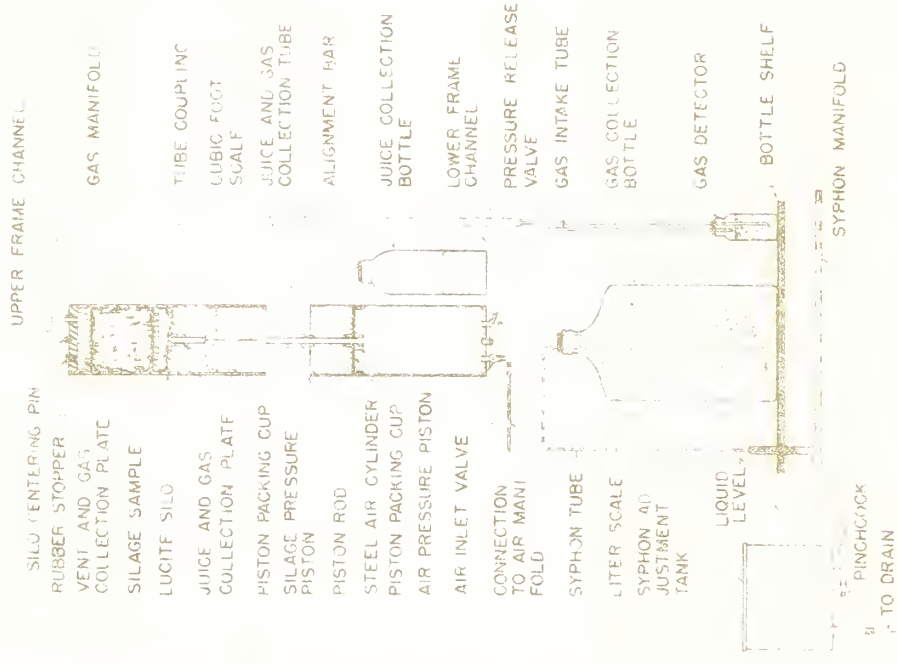 UPPER FRAME CHANNEL
GAS MANIFOLD
TUBE COUPLING
CUBIC FOOT
SCALE
JUICE AND GAS
COLLECTION TUBE
ALIGNMENT BAR
JUICE COLLECTION
BOTTLE
LOWER FRAME
CHANNEL
PRESSURE RELEASE
VALVE
GAS INTAKE TUBE
GAS COLLECTION
BOTTLE
GAS DETECTOR
BOTTLE SHELF
SYPHON MANIFOLD
SILO CENTERING PIN
RUBBER STOPPER
VENT AND GAS
COLLECTION PLATE
SILAGE SAMPLE
LUCITE SILO
JUICE AND GAS
COLLECTION PLATE
PISTON PACKING CUP
SILAGE PRESSURE
PISTON
PISTON ROD
STEEL AIR CYLINDER
PISTON PACKING CUP
AIR PRESSURE PISTON
AIR INLET VALVE
CONNECTION
TO AIR MANI
FOLD
SYPHON TUBE
LITER SCALE
SYPHON AD
JUSTMENT
TANK
LIQUID
LEVEL
PINCHCOCK
TO DRAIN